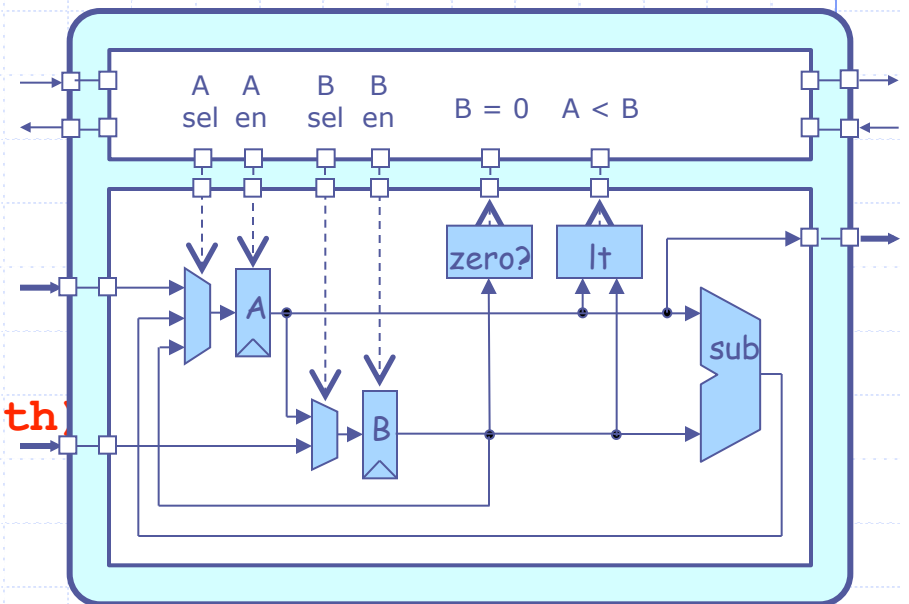 A A B B
sel en sel en
B = 0 A < B
zero? lt
A
sub
th)
B